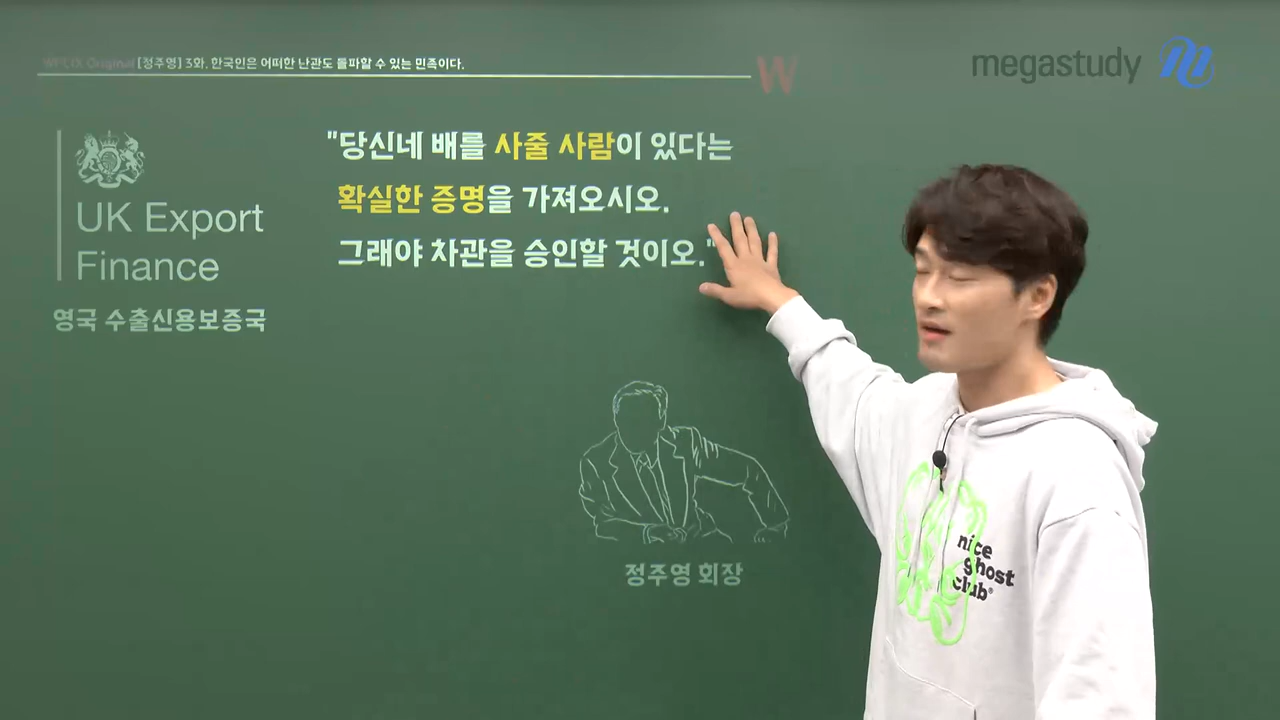 WPLIX Original [정주영] 3화, 한국인은 어떠한 난관도 돌파할 수 있는 민족이다.
W
megastudy
UK Export
Finance
영국 수출신용보증국
"당신네 배를 사줄 사람이 있다는
확실한 증명을 가져오시오.
그래야 차관을 승인할 것이오."
정주영 회장
nice
ghost
club®